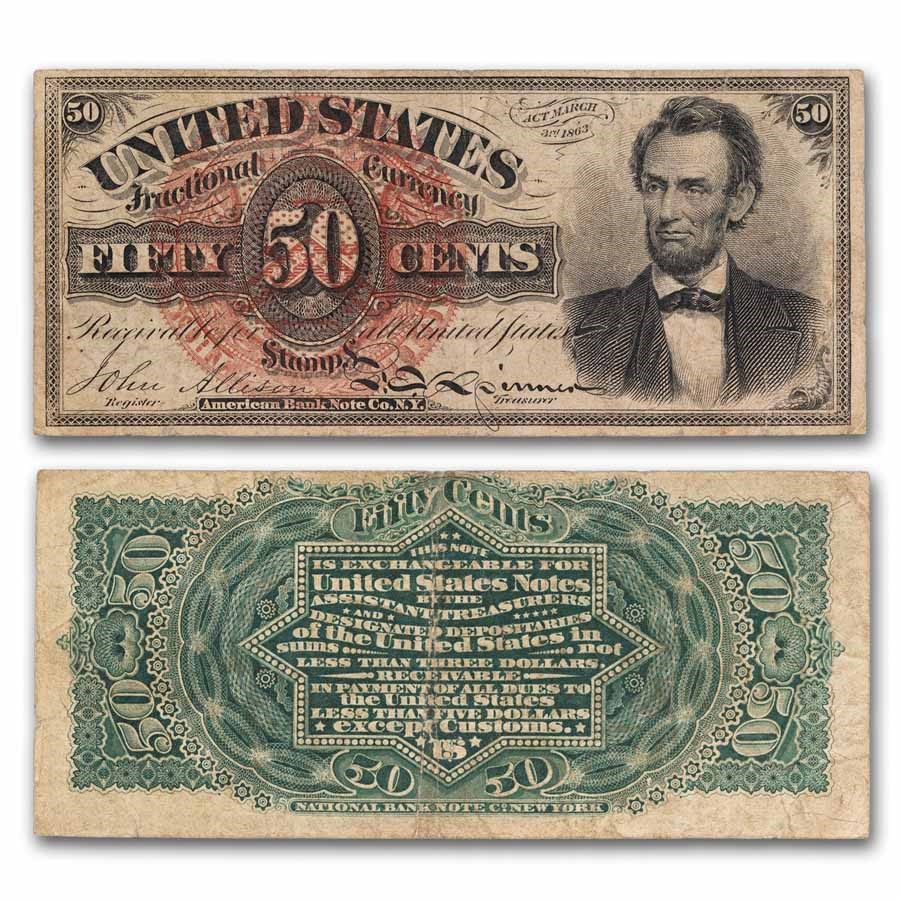 50
50
UNITED STATES
ACT MARCH
3rd 1863
Fractional Currency
FIFTY 50 CENTS
Receivable for all United States
Stamps
John Allison
Register
American Bank Note Co. N.Y.
Treasurer
Fifty Cents
THIS NOTE
IS EXCHANGEABLE FOR
United States Notes
BY THE
ASSISTANT TREASURERS
AND
DESIGNATED DEPOSITARIES
of the United States in
sums not
LESS THAN THREE DOLLARS.
RECEIVABLE
IN PAYMENT OF ALL DUES TO
the United States
LESS THAN FIVE DOLLARS
except Customs.
US
50
50
50
50
50 50
NATIONAL BANK NOTE Co. NEW YORK